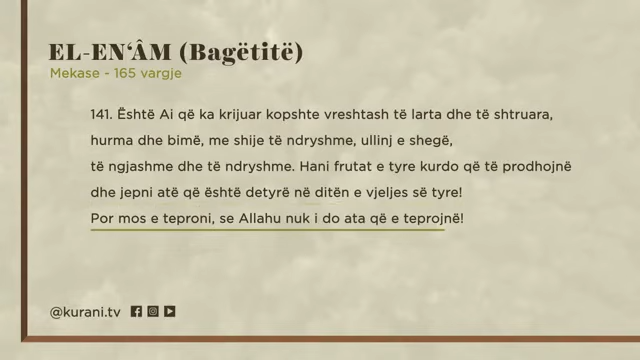 EL-EN‘ÂM (Bagëtitë)
Mekase - 165 vargje
141. Është Ai që ka krijuar kopshte vreshtash të larta dhe të shtruara,
hurma dhe bimë, me shije të ndryshme, ullinj e shegë,
të ngjashme dhe të ndryshme. Hani frutat e tyre kurdo që të prodhojnë
dhe jepni atë që është detyrë në ditën e vjeljes së tyre!
Por mos e teproni, se Allahu nuk i do ata që e teprojnë!
@kurani.tv